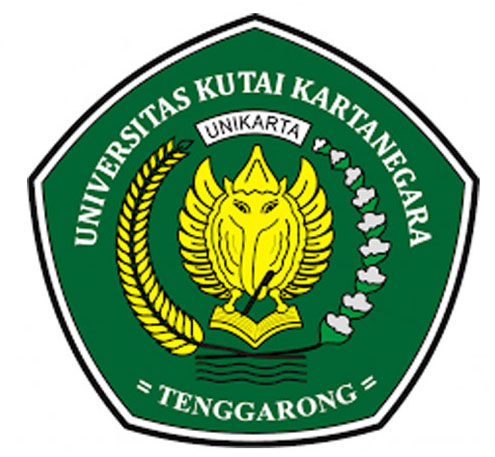 UNIVERSITAS KUTAI KARTANEGARA
UNIKARTA
= TENGGARONG =